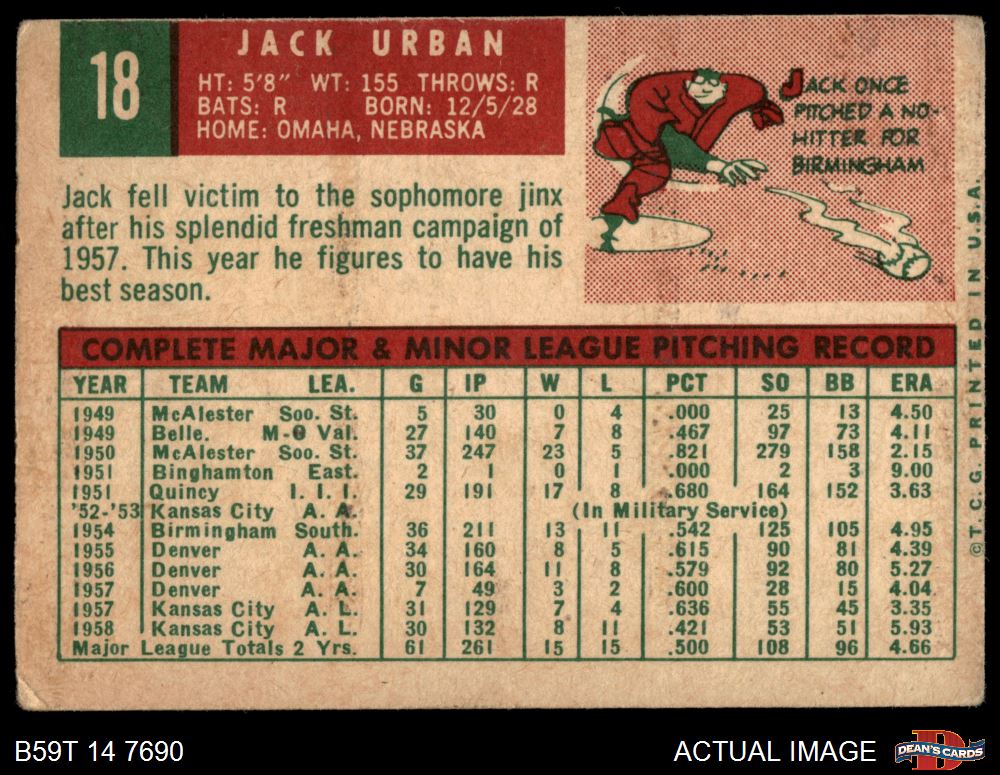 18
JACK URBAN
HT: 5'8" WT: 155 THROWS: R
BATS: R BORN: 12/5/28
HOME: OMAHA, NEBRASKA
JACK ONCE
PITCHED A NO-
HITTER FOR
BIRMINGHAM
Jack fell victim to the sophomore jinx
after his splendid freshman campaign of
1957. This year he figures to have his
best season.
COMPLETE MAJOR & MINOR LEAGUE PITCHING RECORD
YEAR TEAM LEA. G IP W L PCT SO BB ERA
1949 McAlester Soo. St. 5 30 0 4 .000 25 13 4.50
1949 Belle. M-O Val. 27 140 7 8 .467 97 73 4.11
1950 McAlester Soo. St. 37 247 23 5 .821 279 158 2.15
1951 Binghamton East. 2 1 0 1 .000 2 3 9.00
1951 Quincy I. I. I. 29 191 17 8 .680 164 152 3.63
'52-'53 Kansas City A. A. (In Military Service)
1954 Birmingham South. 36 211 13 11 .542 125 105 4.95
1955 Denver A. A. 34 160 8 5 .615 90 81 4.39
1956 Denver A. A. 30 164 11 8 .579 92 80 5.27
1957 Denver A. A. 7 49 3 2 .600 28 15 4.04
1957 Kansas City A. L. 31 129 7 4 .636 55 45 3.35
1958 Kansas City A. L. 30 132 8 11 .421 53 51 5.93
Major League Totals 2 Yrs. 61 261 15 15 .500 108 96 4.66
©T.C.G. PRINTED IN U.S.A.
B59T 14 7690
ACTUAL IMAGE
DEAN'S CARDS